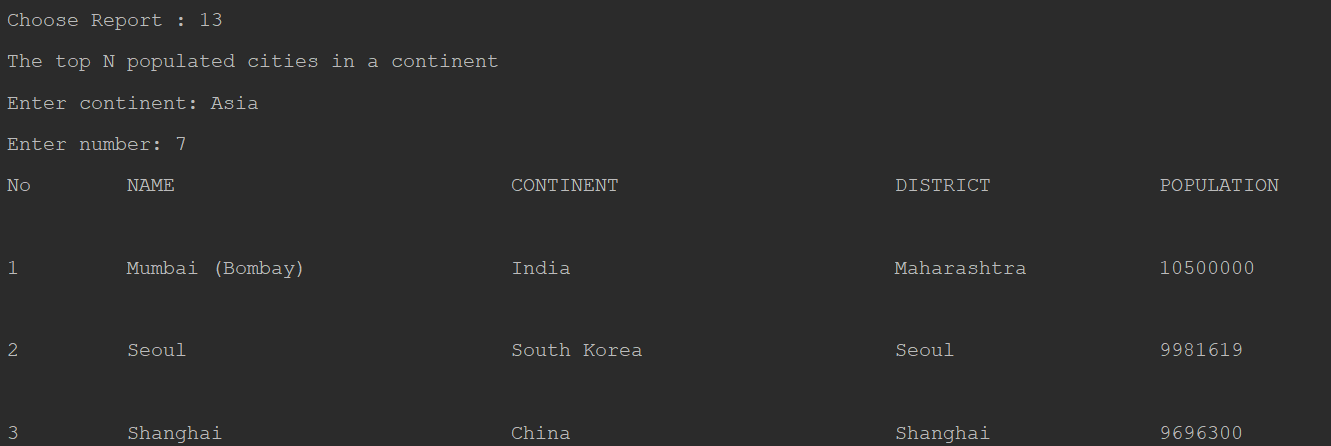 Choose Report : 13
The top N populated cities in a continent
Enter continent: Asia
Enter number: 7
No NAME CONTINENT DISTRICT POPULATION
1 Mumbai (Bombay) India Maharashtra 10500000
2 Seoul South Korea Seoul 9981619
3 Shanghai China Shanghai 9696300